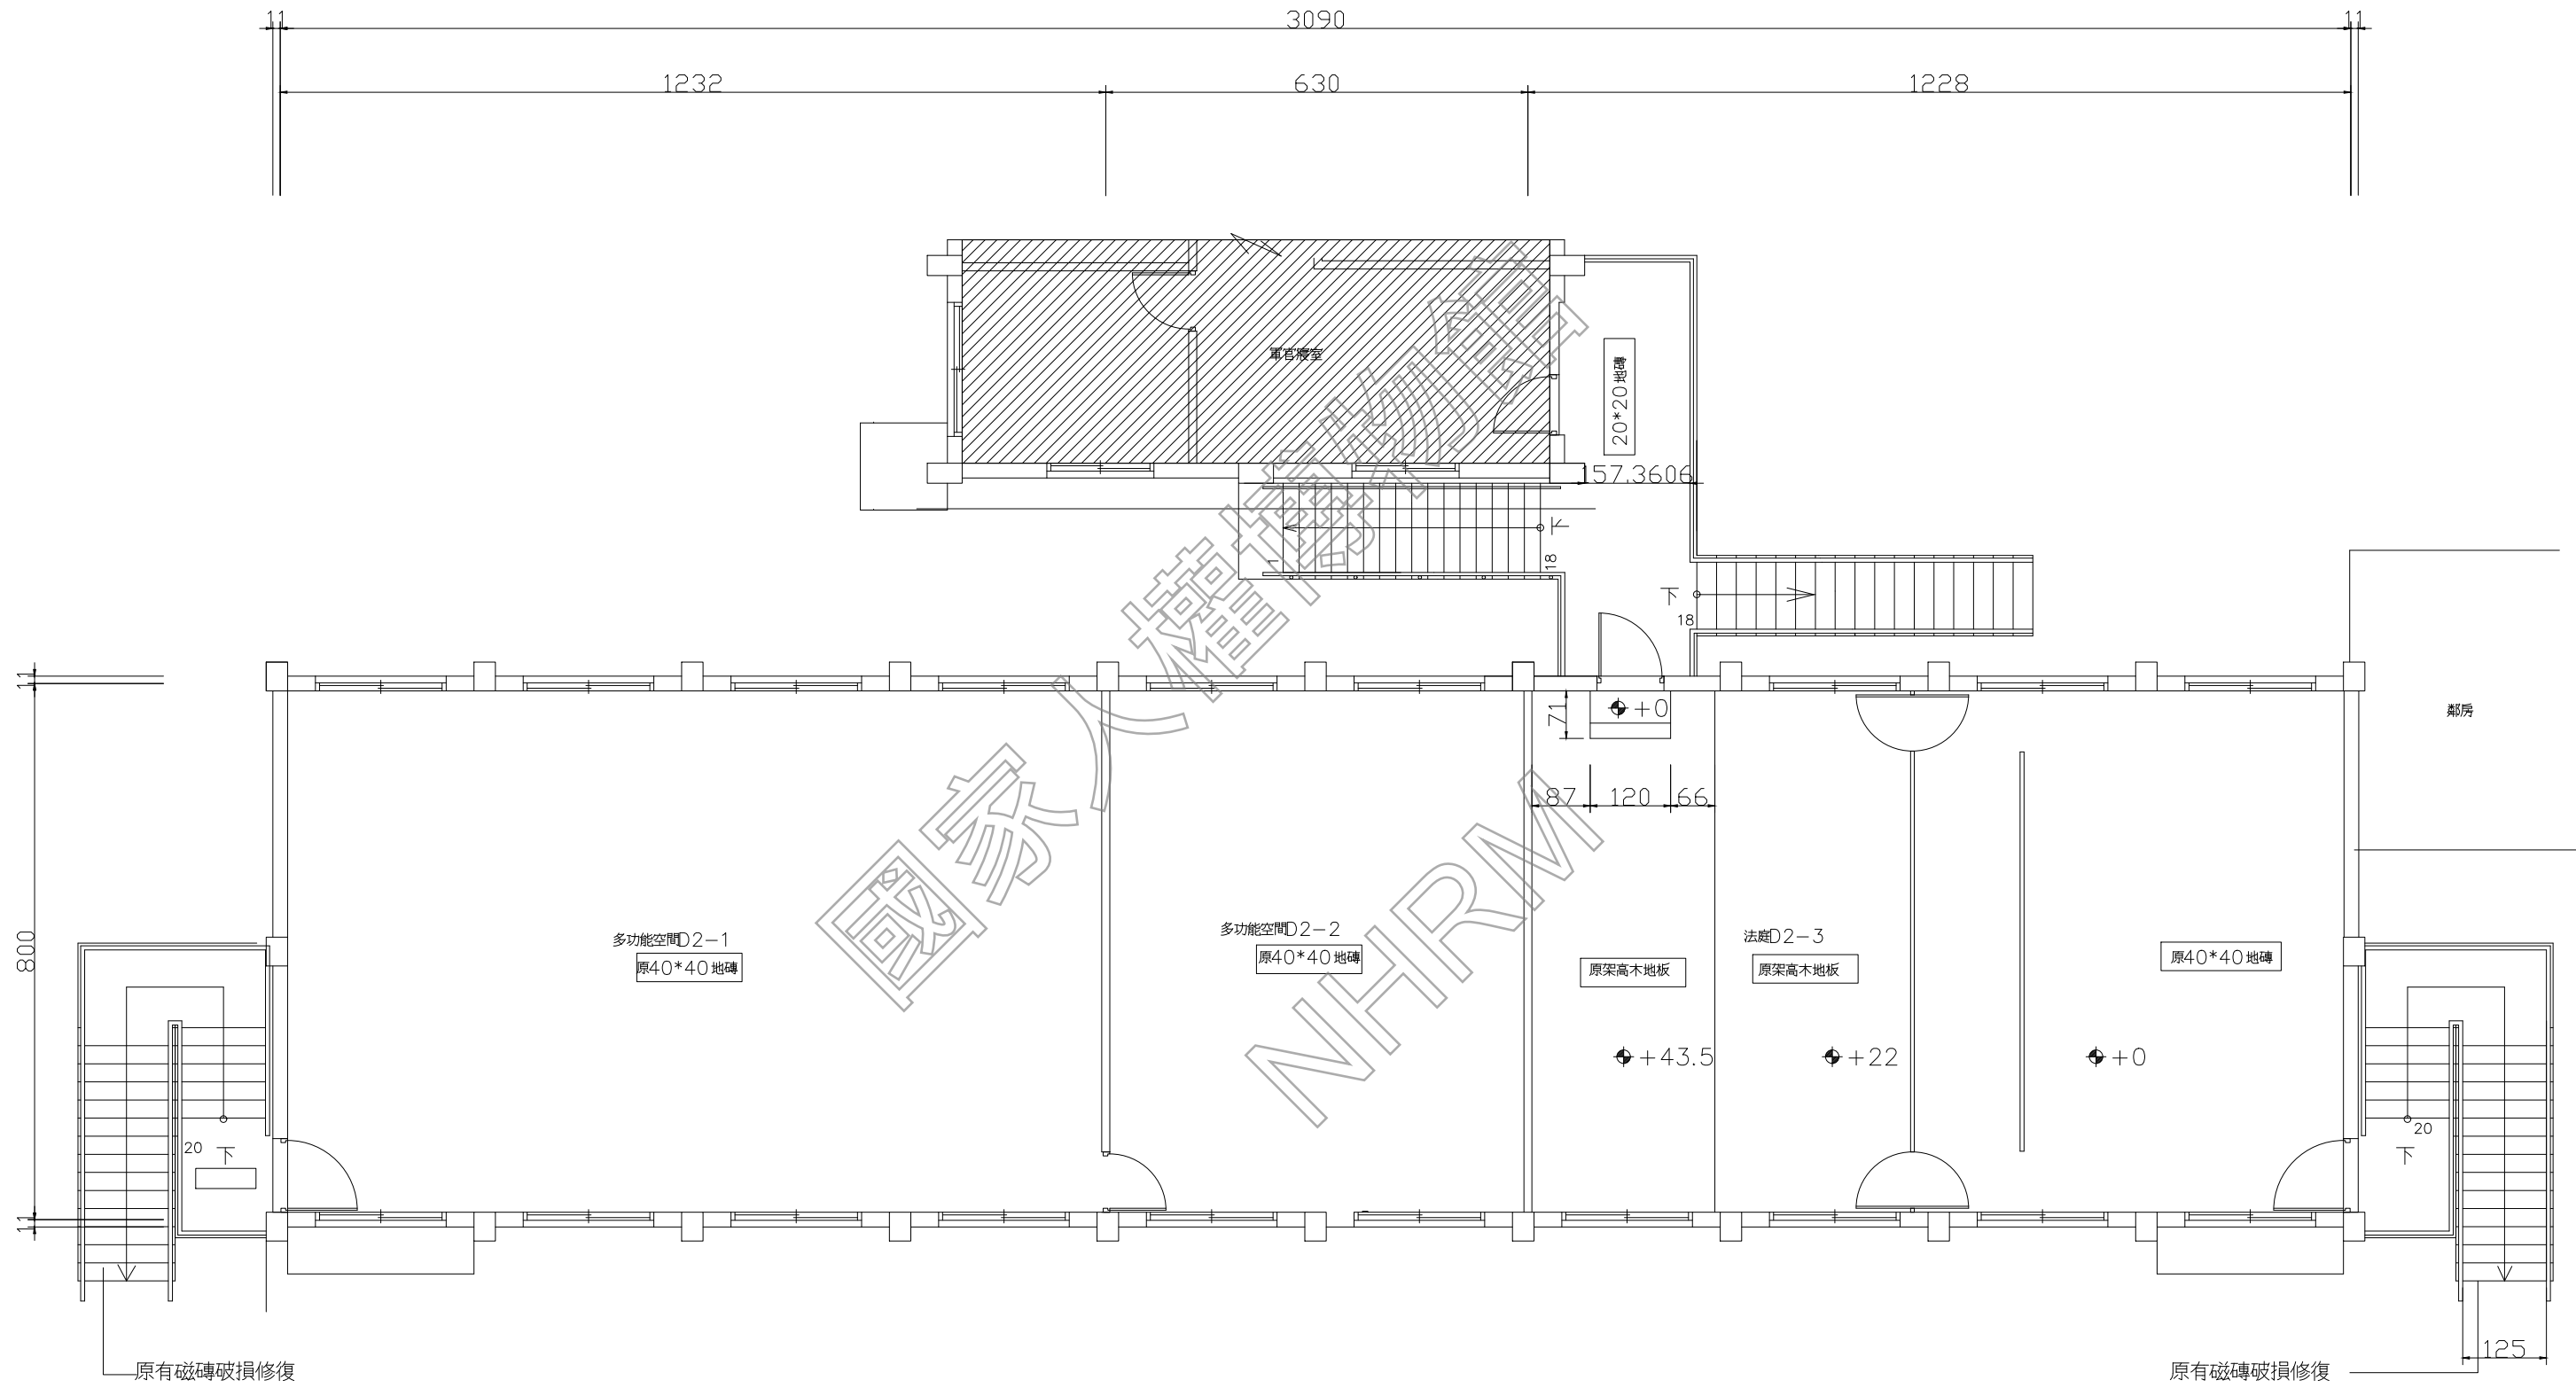 11
3090
11
1232
630
1228
軍官寢室
20*20地磚
157.3606
下
1
18
下
18
11
71
+0
鄰房
87
120
66
800
多功能空間D2-1
原40*40地磚
多功能空間D2-2
原40*40地磚
法庭D2-3
原架高木地板
原架高木地板
原40*40地磚
+43.5
+22
+0
20
下
20
下
11
原有磁磚破損修復
原有磁磚破損修復
125
國家人權博物館
NHRM